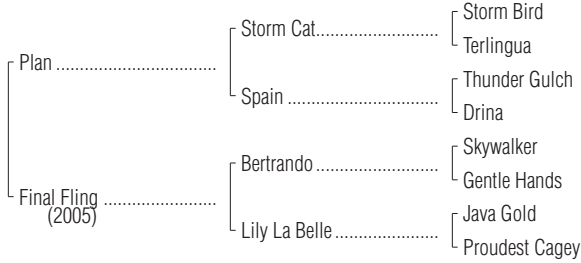 Storm Bird
Storm Cat
Terlingua
Plan
Thunder Gulch
Spain
Drina
Skywalker
Bertrando
Gentle Hands
Final Fling
(2005)
Java Gold
Lily La Belle
Proudest Cagey